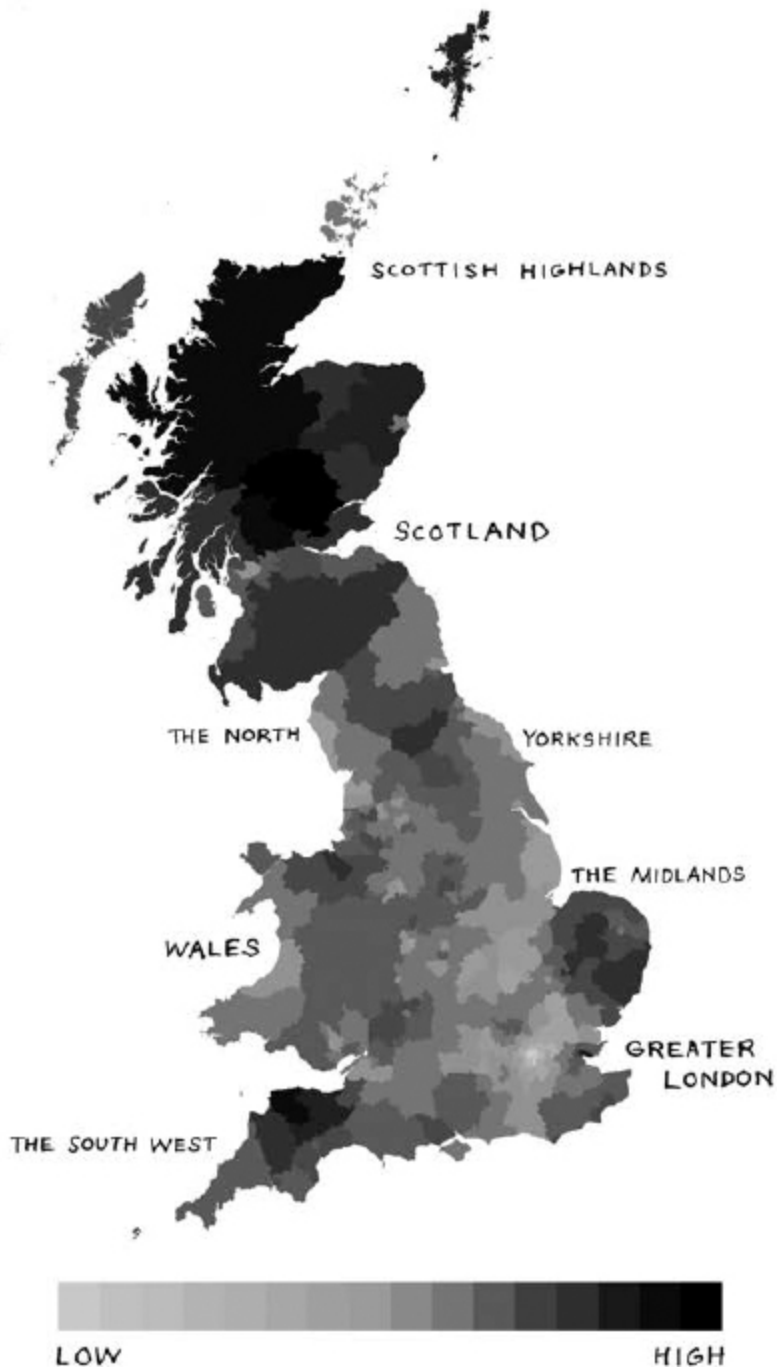 SCOTTISH HIGHLANDS
SCOTLAND
THE NORTH
YORKSHIRE
THE MIDLANDS
WALES
GREATER
LONDON
THE SOUTH WEST
LOW
HIGH